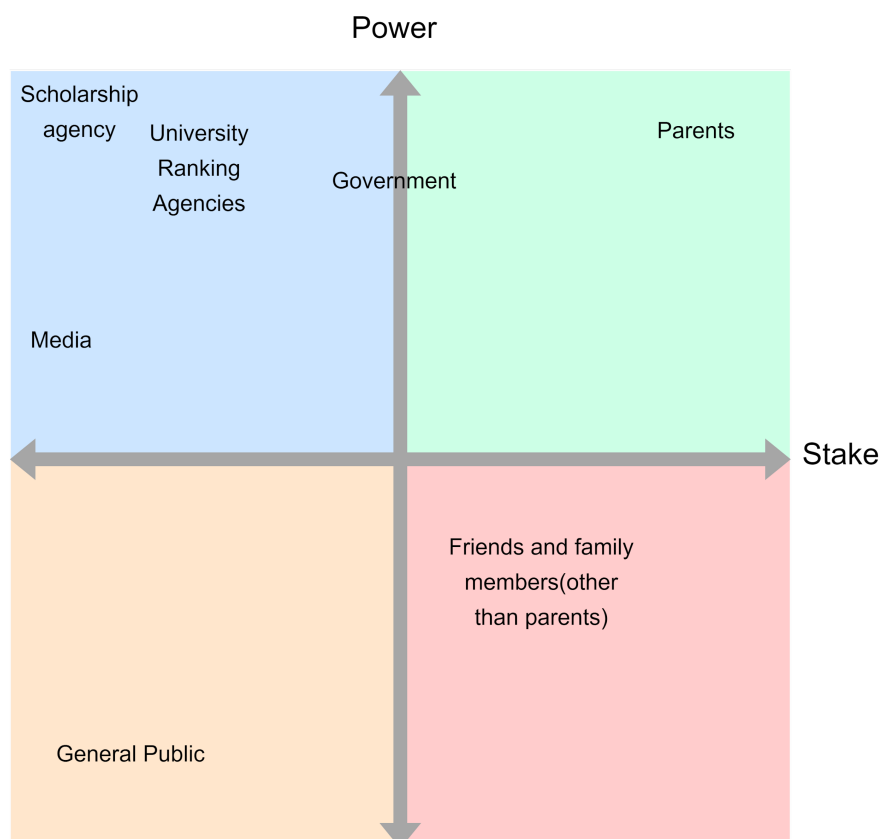 Power
Scholarship
agency
University
Ranking
Agencies
Parents
Government
Media
Stake
Friends and family
members(other
than parents)
General Public